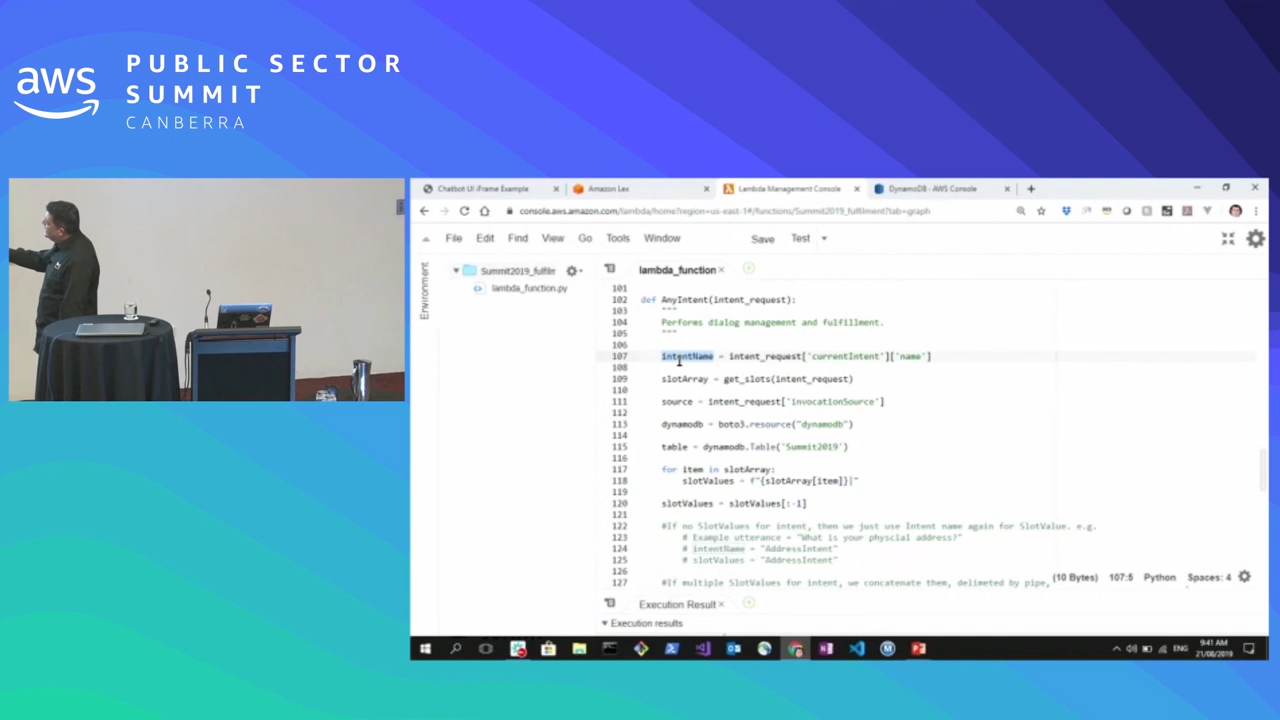 aws
PUBLIC SECTOR
SUMMIT
CANBERRA
Chatbot UI iFrame Example
Amazon Lex
Lambda Management Console
DynamoDB - AWS Console
console.aws.amazon.com/lambda/home?region=us-east-1#/functions/Summit2019_fulfilment?tab=graph
File Edit Find View Go Tools Window Save Test
Environment
Summit2019_fulfilm
lambda_function.py
lambda_function
101
102 def AnyIntent(intent_request):
103 """
104 Performs dialog management and fulfillment.
105 """
106
107 intentName = intent_request['currentIntent']['name']
108
109 slotArray = get_slots(intent_request)
110
111 source = intent_request['invocationSource']
112
113 dynamodb = boto3.resource("dynamodb")
114
115 table = dynamodb.Table('Summit2019')
116
117 for item in slotArray:
118 slotValues = f"{slotArray[item]}|"
119
120 slotValues = slotValues[:-1]
121
122 #If no SlotValues for intent, then we just use Intent name again for SlotValue. e.g.
123 # Example utterance = "What is your physcial address?"
124 # intentName = "AddressIntent"
125 # slotValues = "AddressIntent"
126
127 #If multiple SlotValues for intent, we concatenate them, delimeted by pipe,
(10 Bytes) 107:5 Python Spaces: 4
Execution Result
Execution results
ENG
9:41 AM
21/08/2019